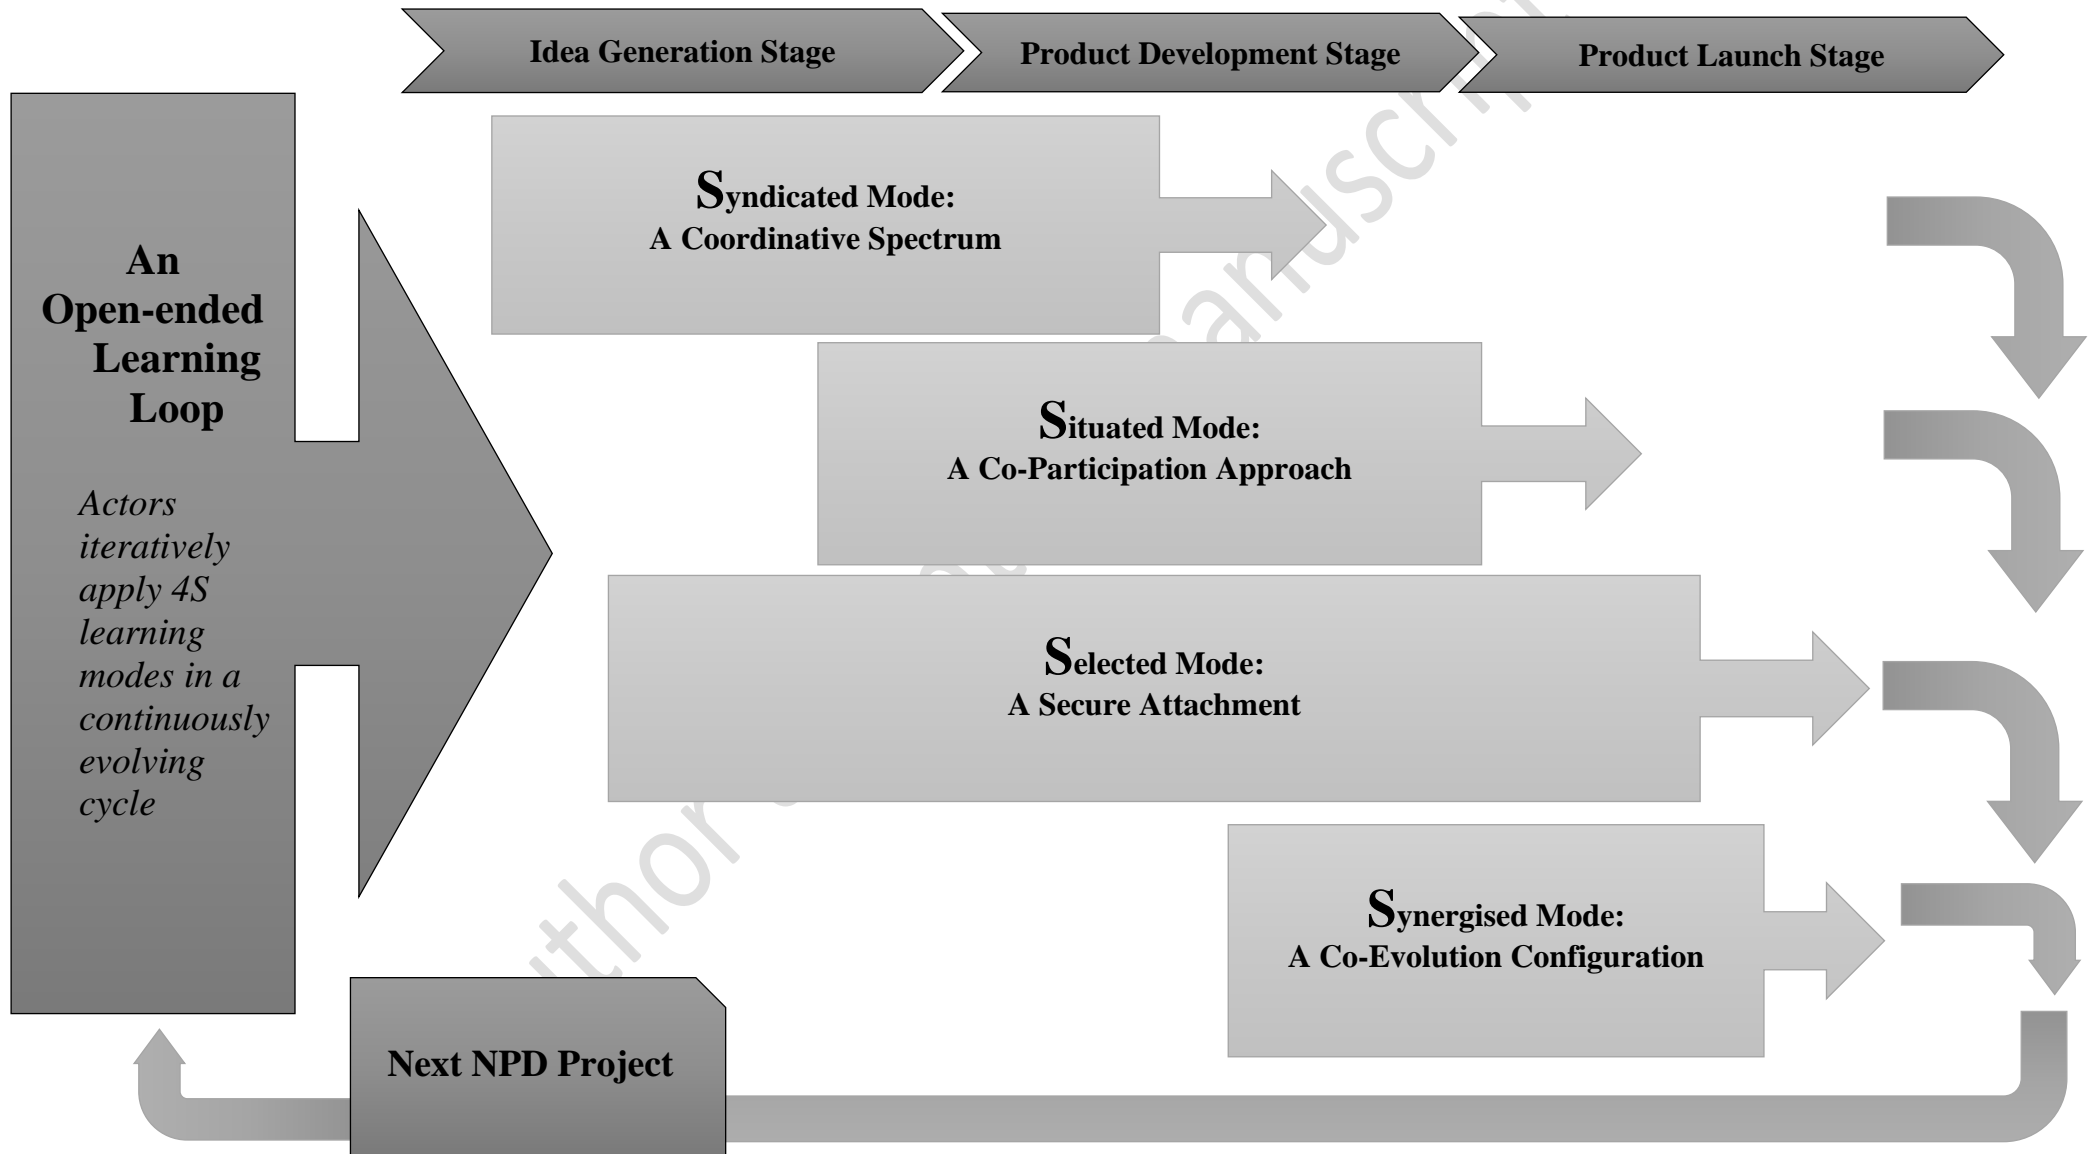 Idea Generation Stage
Product Development Stage
Product Launch Stage
An
Open-ended
Learning
Loop
Actors
iteratively
apply 4S
learning
modes in a
continuously
evolving
cycle
Syndicated Mode:
A Coordinative Spectrum
Situated Mode:
A Co-Participation Approach
Selected Mode:
A Secure Attachment
Synergised Mode:
A Co-Evolution Configuration
Next NPD Project